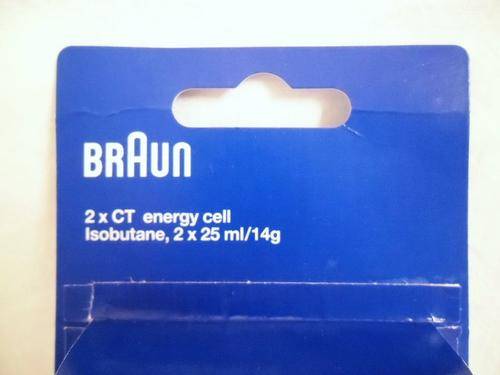 BRAUN
2 x CT energy cell
Isobutane, 2 x 25 ml/14g